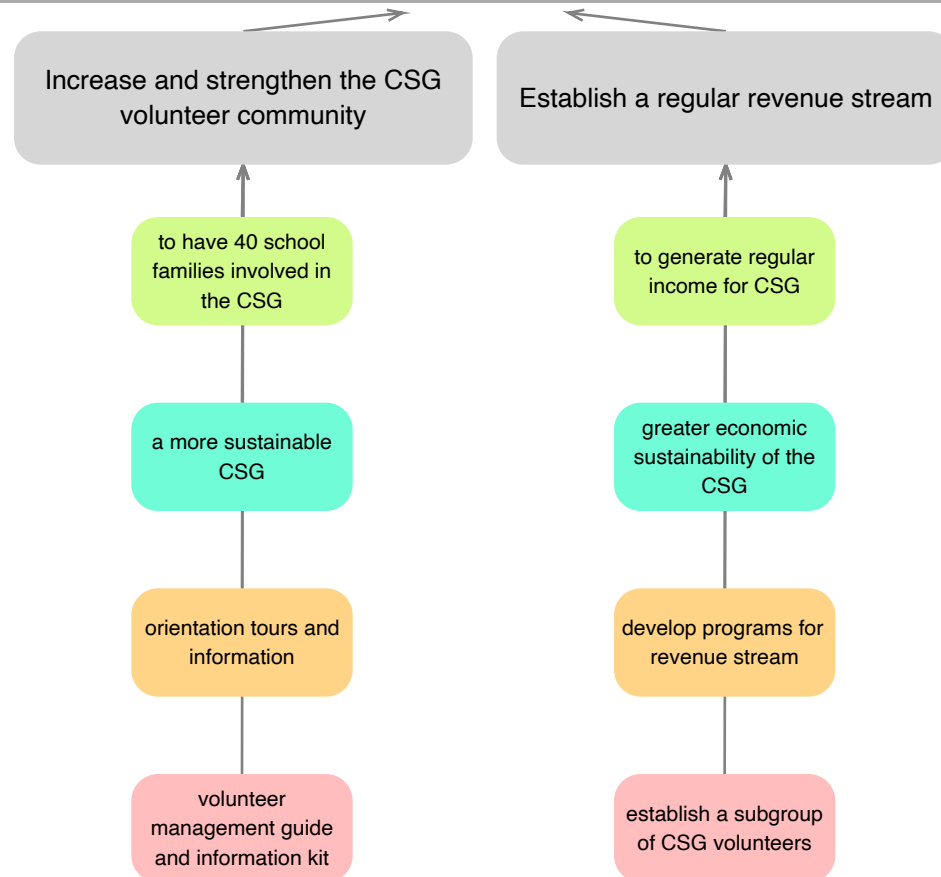 Increase and strengthen the CSG
volunteer community
to have 40 school
families involved in
the CSG
a more sustainable
CSG
orientation tours and
information
volunteer
management guide
and information kit
Establish a regular revenue stream
to generate regular
income for CSG
greater economic
sustainability of the
CSG
develop programs for
revenue stream
establish a subgroup
of CSG volunteers